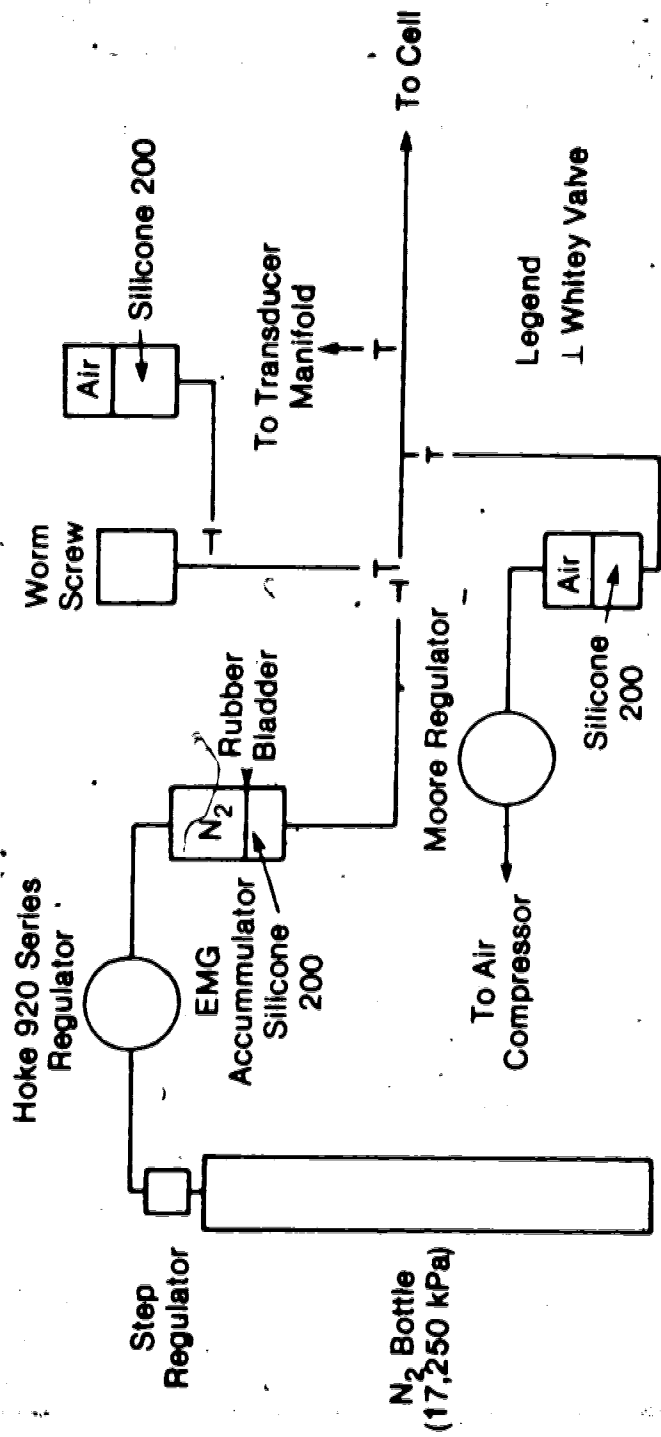 Hoke 920 Series
Regulator
Step
Regulator
N₂ Bottle
(17,250 kPa)
N₂
Rubber
Bladder
EMG
Accummulator
Silicone
200
Worm
Screw
Air
Silicone 200
To Transducer
Manifold
To Cell
Moore Regulator
To Air
Compressor
Air
Silicone
200
Legend
⊥ Whitey Valve